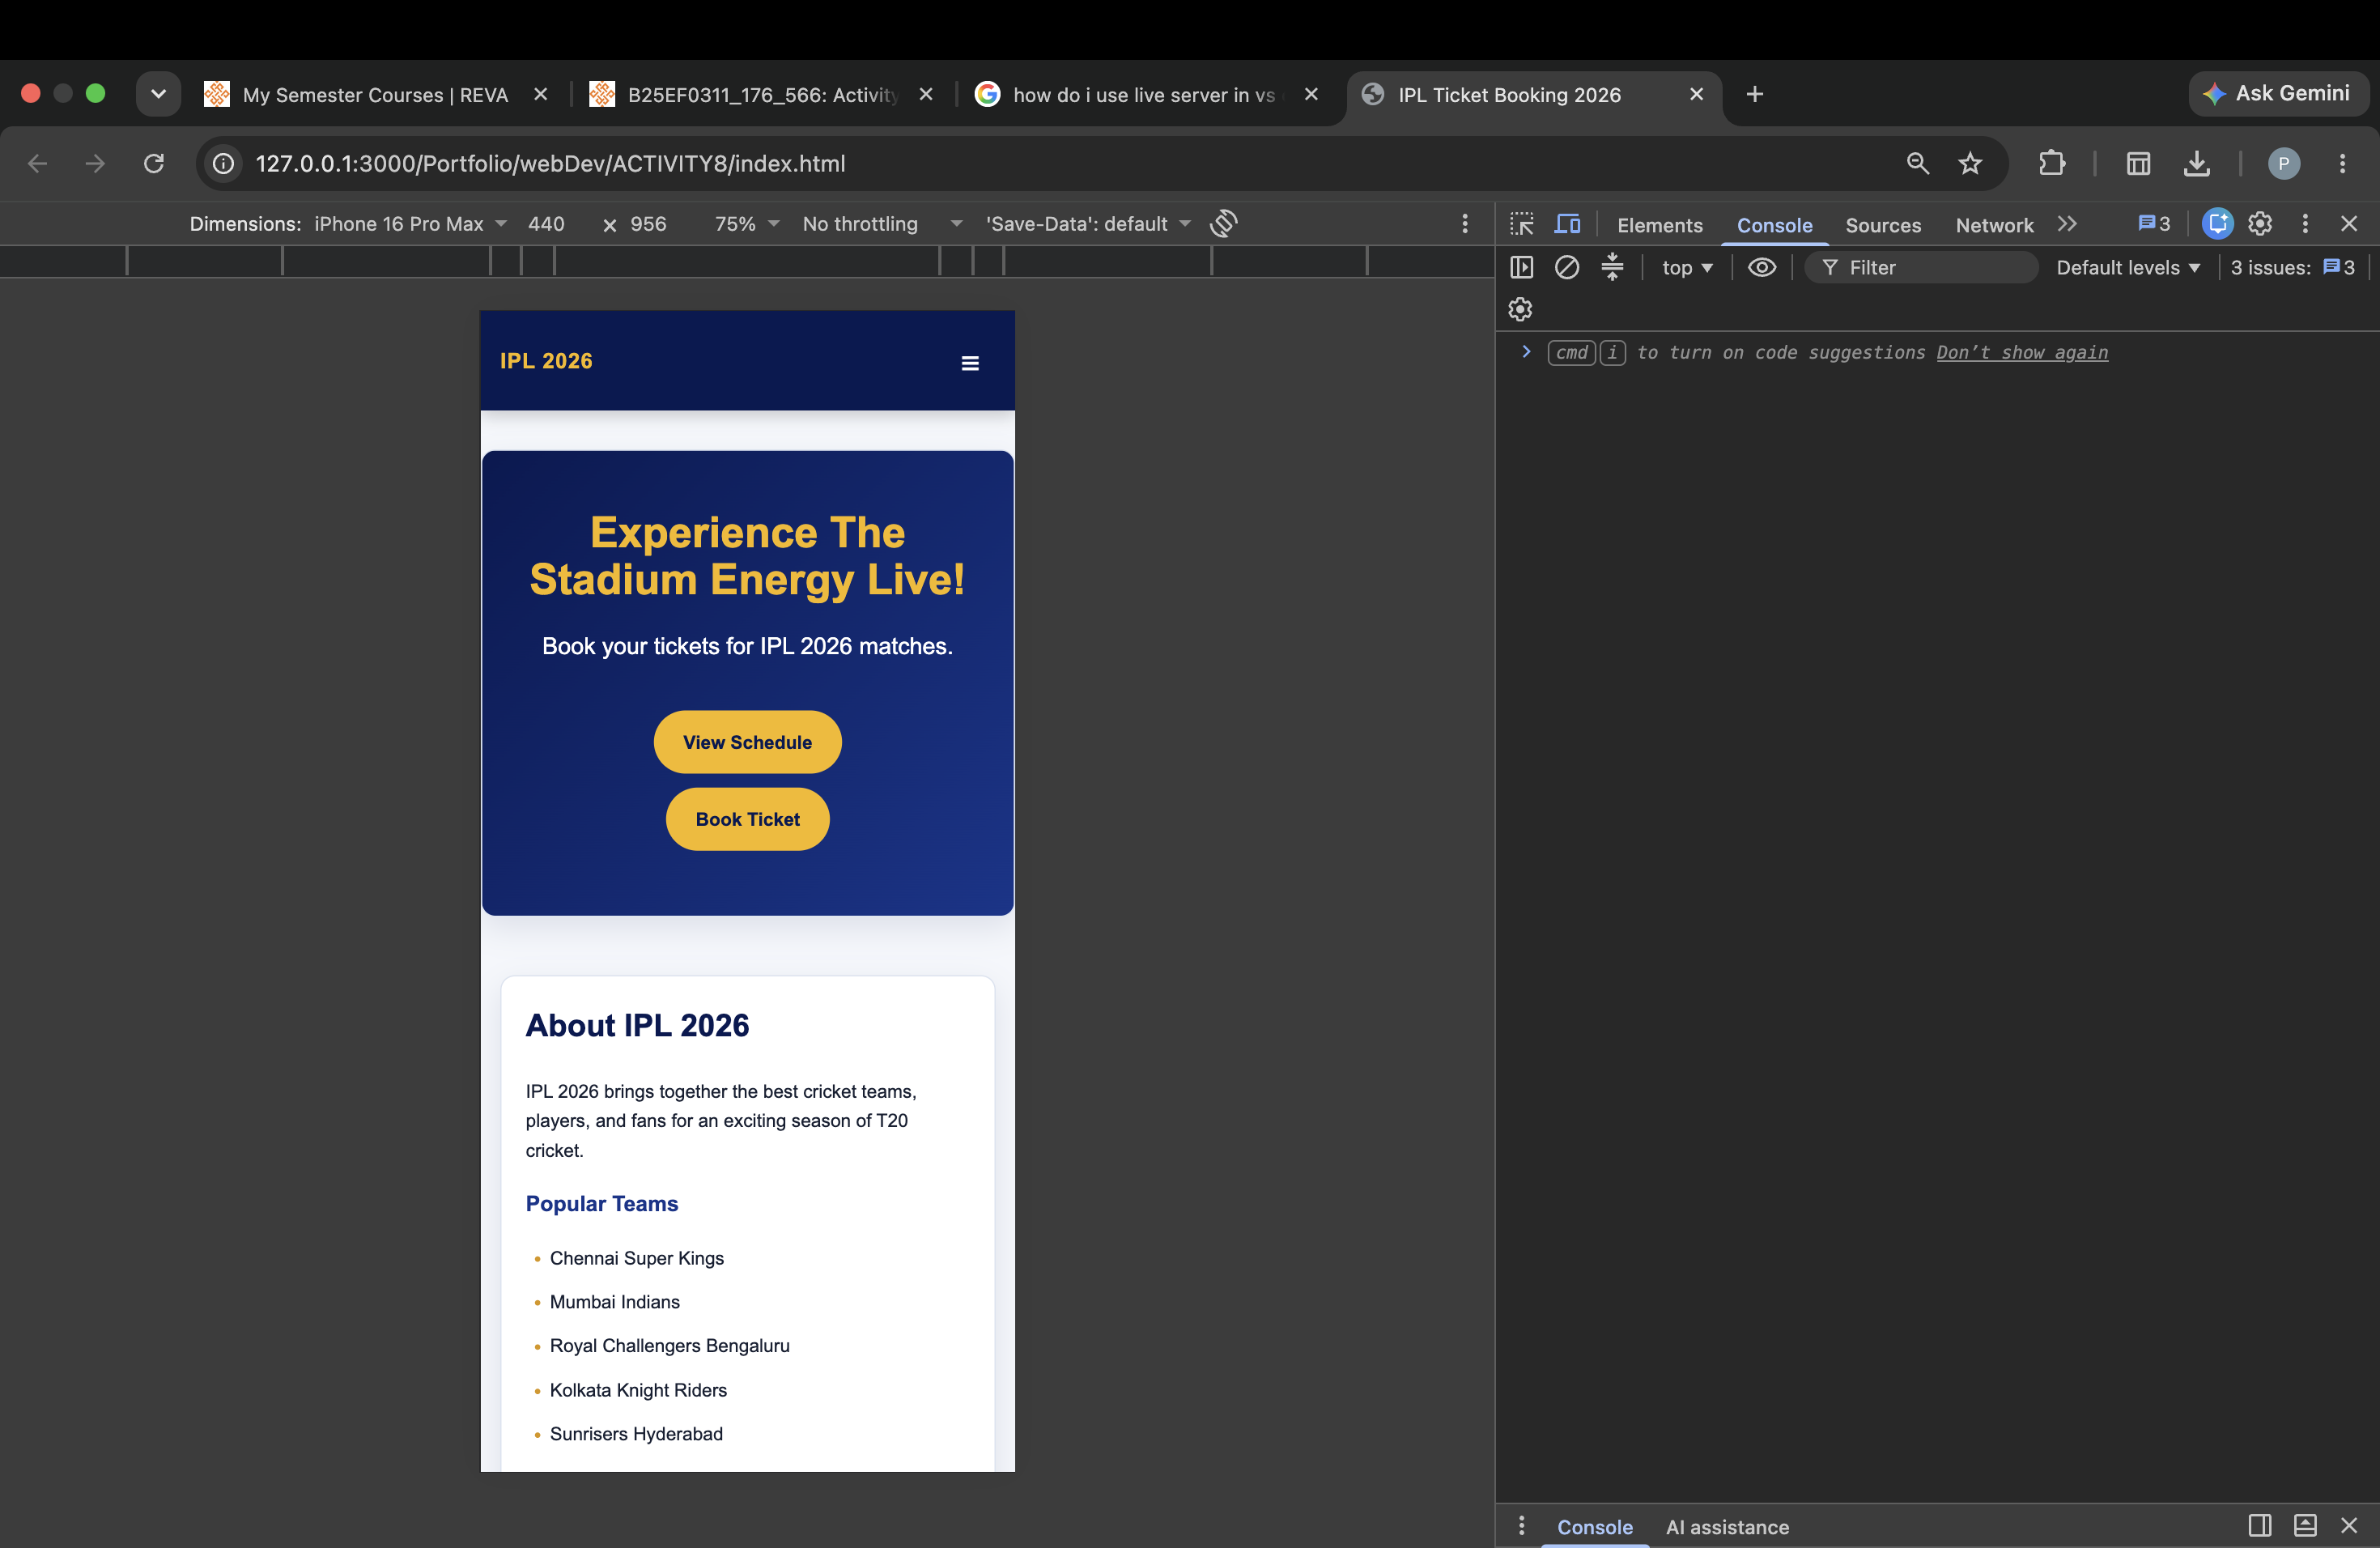 My Semester Courses | REVA
B25EF0311_176_566: Activity
how do i use live server in vs
IPL Ticket Booking 2026
Ask Gemini
127.0.0.1:3000/Portfolio/webDev/ACTIVITY8/index.html
P
Dimensions: iPhone 16 Pro Max 440 × 956 75% No throttling 'Save-Data': default
Elements Console Sources Network 3
top Filter Default levels 3 issues: 3
cmd i to turn on code suggestions Don't show again
IPL 2026
Experience The
Stadium Energy Live!
Book your tickets for IPL 2026 matches.
View Schedule
Book Ticket
About IPL 2026
IPL 2026 brings together the best cricket teams,
players, and fans for an exciting season of T20
cricket.
Popular Teams
Chennai Super Kings
Mumbai Indians
Royal Challengers Bengaluru
Kolkata Knight Riders
Sunrisers Hyderabad
Console AI assistance